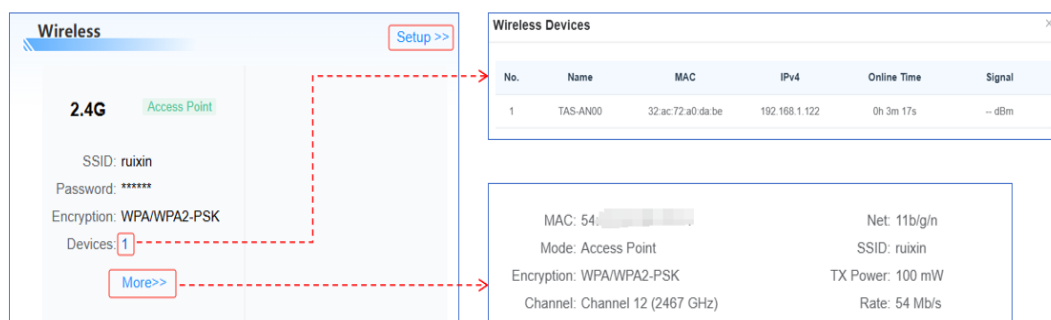 Wireless
Setup >>
2.4G
Access Point
SSID: ruixin
Password: ******
Encryption: WPA/WPA2-PSK
Devices: 1
More>>
Wireless Devices
×
No. Name MAC IPv4 Online Time Signal
1 TAS-AN00 32:ac:72:a0:da:be 192.168.1.122 0h 3m 17s -- dBm
MAC: 54:
Net: 11b/g/n
Mode: Access Point
SSID: ruixin
Encryption: WPA/WPA2-PSK
TX Power: 100 mW
Channel: Channel 12 (2467 GHz)
Rate: 54 Mb/s